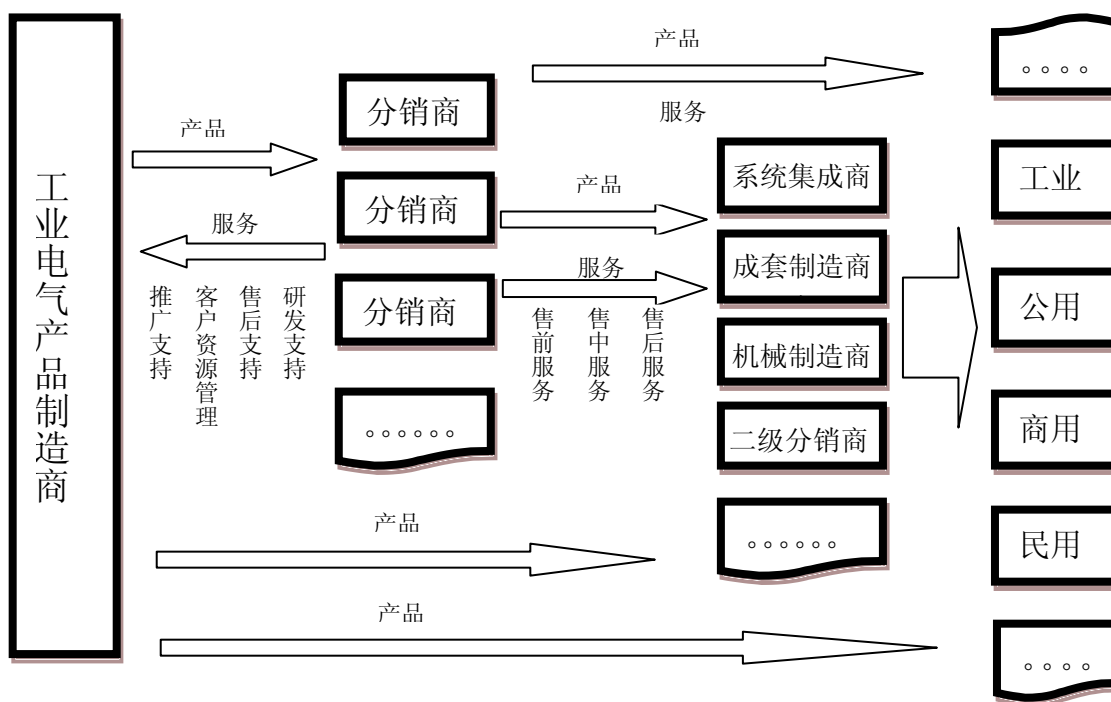 工业电气产品制造商
产品
服务
推广支持
客户资源管理
售后支持
研发支持
分销商
分销商
分销商
。。。。。。
产品
服务
产品
服务
售前服务
售中服务
售后服务
系统集成商
成套制造商
机械制造商
二级分销商
。。。。。。
产品
产品
。。。。
工业
公用
商用
民用
。。。。